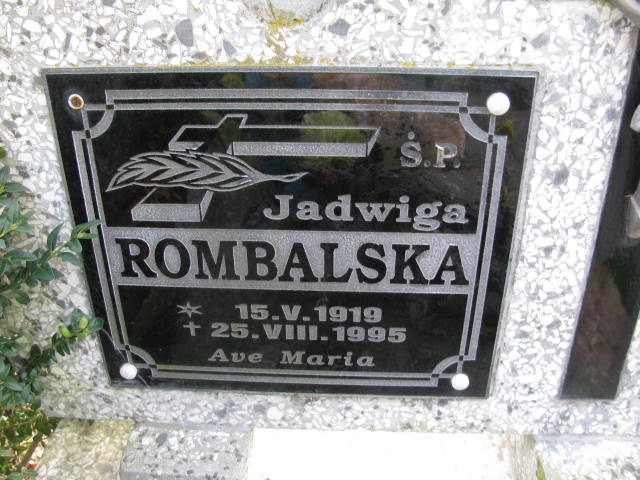 Ś.P.
Jadwiga
ROMBALSKA
* 15.V.1919
✝ 25.VIII.1995
Ave Maria